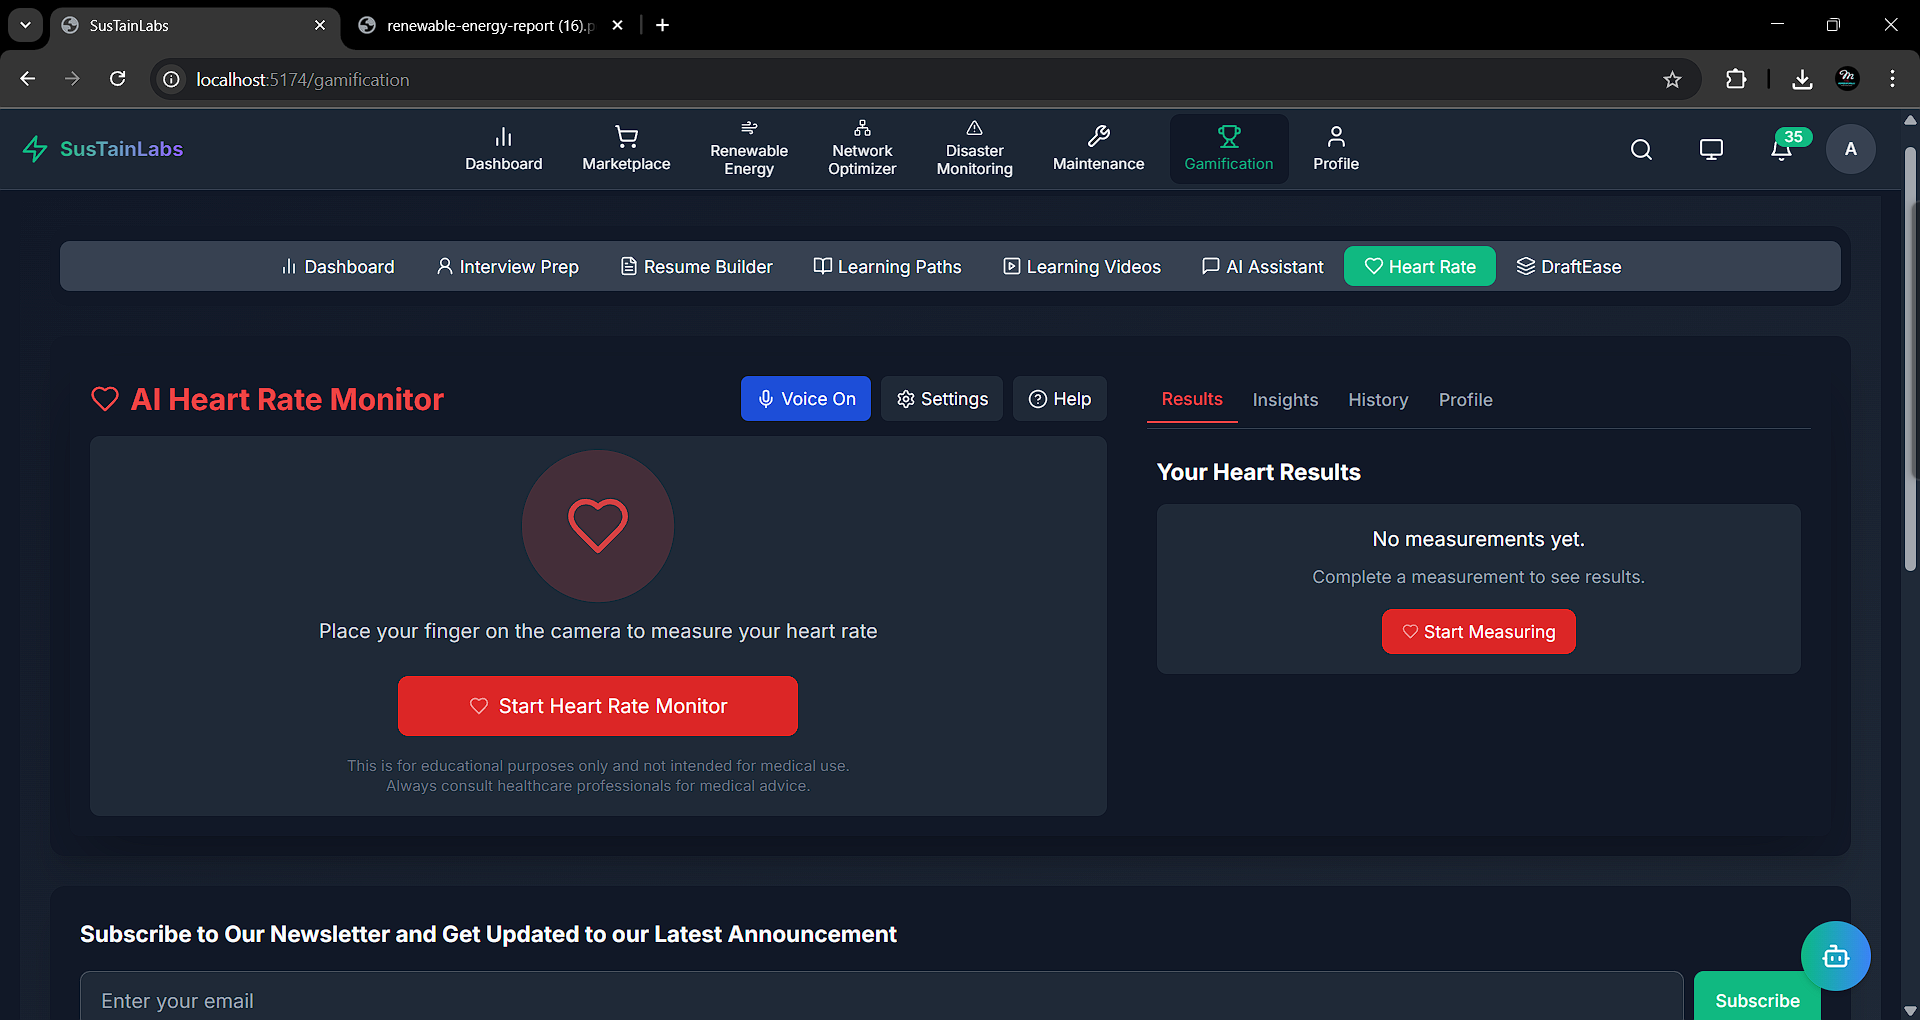 SusTainLabs
renewable-energy-report (16).p
localhost:5174/gamification
SusTainLabs
Dashboard
Marketplace
Renewable
Energy
Network
Optimizer
Disaster
Monitoring
Maintenance
Gamification
Profile
35
A
Dashboard
Interview Prep
Resume Builder
Learning Paths
Learning Videos
AI Assistant
Heart Rate
DraftEase
AI Heart Rate Monitor
Voice On
Settings
Help
Place your finger on the camera to measure your heart rate
Start Heart Rate Monitor
This is for educational purposes only and not intended for medical use.
Always consult healthcare professionals for medical advice.
Results
Insights
History
Profile
Your Heart Results
No measurements yet.
Complete a measurement to see results.
Start Measuring
Subscribe to Our Newsletter and Get Updated to our Latest Announcement
Enter your email
Subscribe